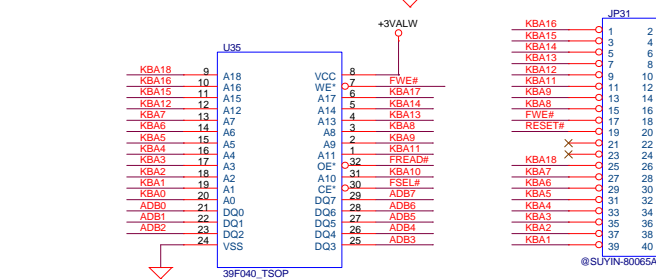 +3VALW
JP31
U35
KBA18 9 A18 VCC 8
KBA16 10 A16 WE* 7 FWE#
KBA15 11 A15 A17 6 KBA17
KBA12 12 A12 A14 5 KBA14
KBA7 13 A7 A13 4 KBA13
KBA6 14 A6 A8 3 KBA8
KBA5 15 A5 A9 2 KBA9
KBA4 16 A4 A11 1 KBA11
KBA3 17 A3 OE* 32 FREAD#
KBA2 18 A2 A10 31 KBA10
KBA1 19 A1 CE* 30 FSEL#
KBA0 20 A0 DQ7 29 ADB7
ADB0 21 DQ0 DQ6 28 ADB6
ADB1 22 DQ1 DQ5 27 ADB5
ADB2 23 DQ2 DQ4 26 ADB4
24 VSS DQ3 25 ADB3
39F040_TSOP
KBA16 1 2
KBA15 3 4
KBA14 5 6
KBA13 7 8
KBA12 9 10
KBA11 11 12
KBA9 13 14
KBA8 15 16
FWE# 17 18
RESET# 19 20
21 22
23 24
KBA18 25 26
KBA7 27 28
KBA6 29 30
KBA5 31 32
KBA4 33 34
KBA3 35 36
KBA2 37 38
KBA1 39 40
@SUYIN-80065A